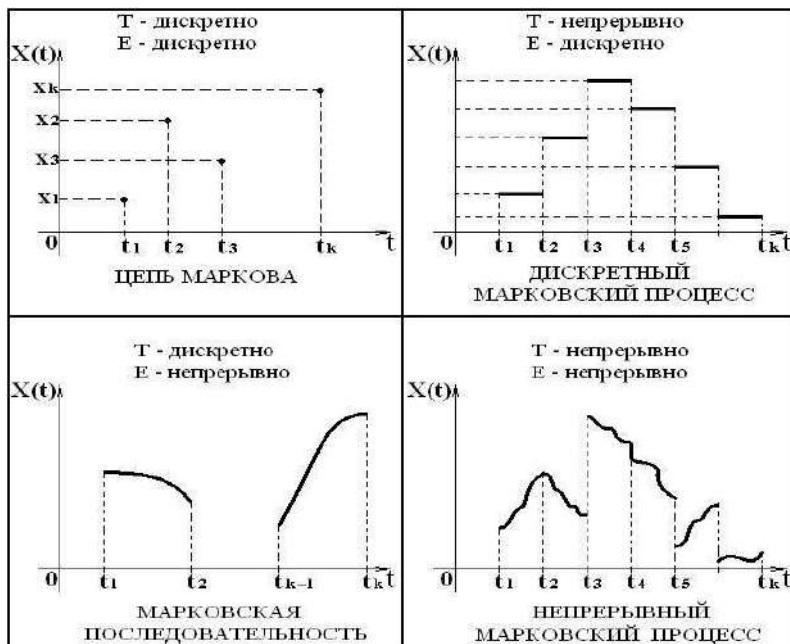 T - дискретно
E - дискретно
X(t)
xk
x2
x3
x1
0
t1 t2 t3 tk t
ЦЕПЬ МАРКОВА
T - непрерывно
E - дискретно
X(t)
0
t1 t2 t3 t4 t5 tk t
ДИСКРЕТНЫЙ
МАРКОВСКИЙ ПРОЦЕСС
T - дискретно
E - непрерывно
X(t)
0
t1 t2 tk-1 tk t
МАРКОВСКАЯ
ПОСЛЕДОВАТЕЛЬНОСТЬ
T - непрерывно
E - непрерывно
X(t)
0
t1 t2 t3 t4 t5 tk t
НЕПРЕРЫВНЫЙ
МАРКОВСКИЙ ПРОЦЕСС